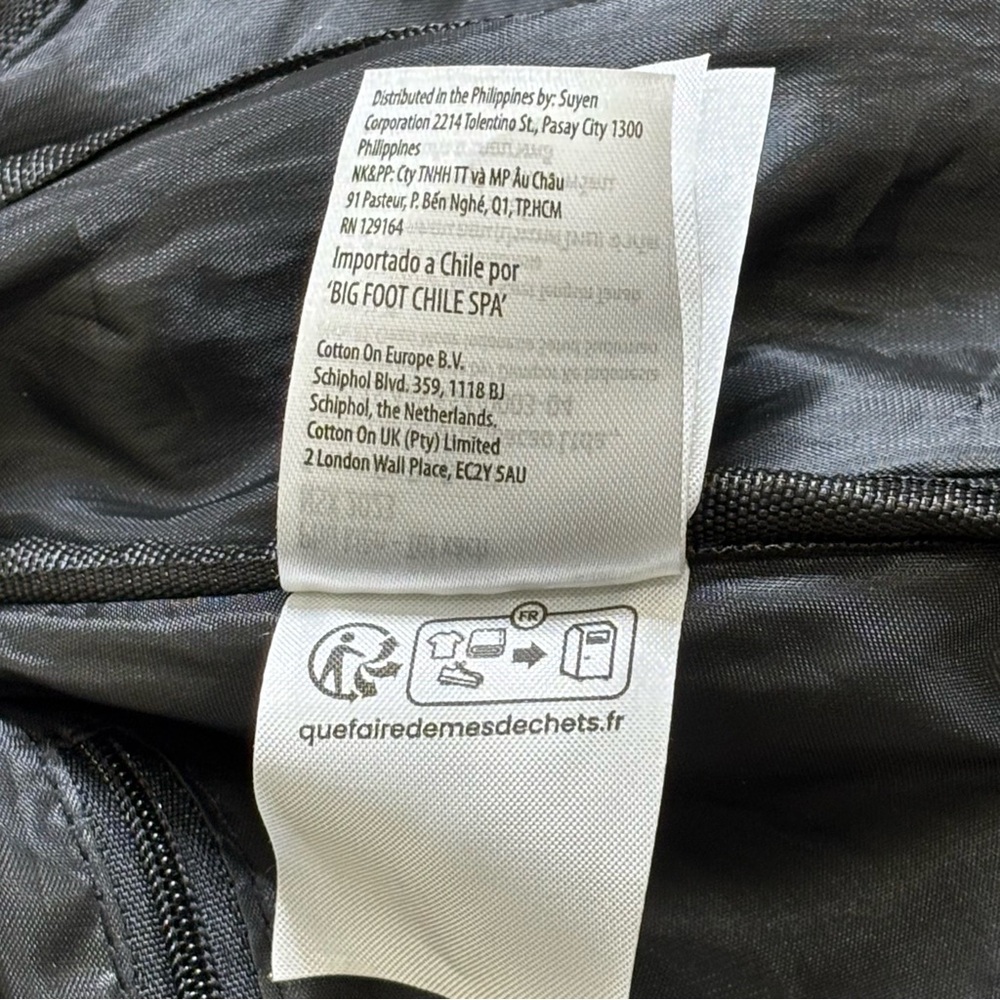 Distributed in the Philippines by: Suyen
Corporation 2214 Tolentino St., Pasay City 1300
Philippines
NK&PP: Cty TNHH TT và MP Âu Châu
91 Pasteur, P. Bến Nghé, Q1, TP.HCM
RN 129164
Importado a Chile por
'BIG FOOT CHILE SPA'
Cotton On Europe B.V.
Schiphol Blvd. 359, 1118 BJ
Schiphol, the Netherlands.
Cotton On UK (Pty) Limited
2 London Wall Place, EC2Y 5AU
FR
quefairedemesdechets.fr